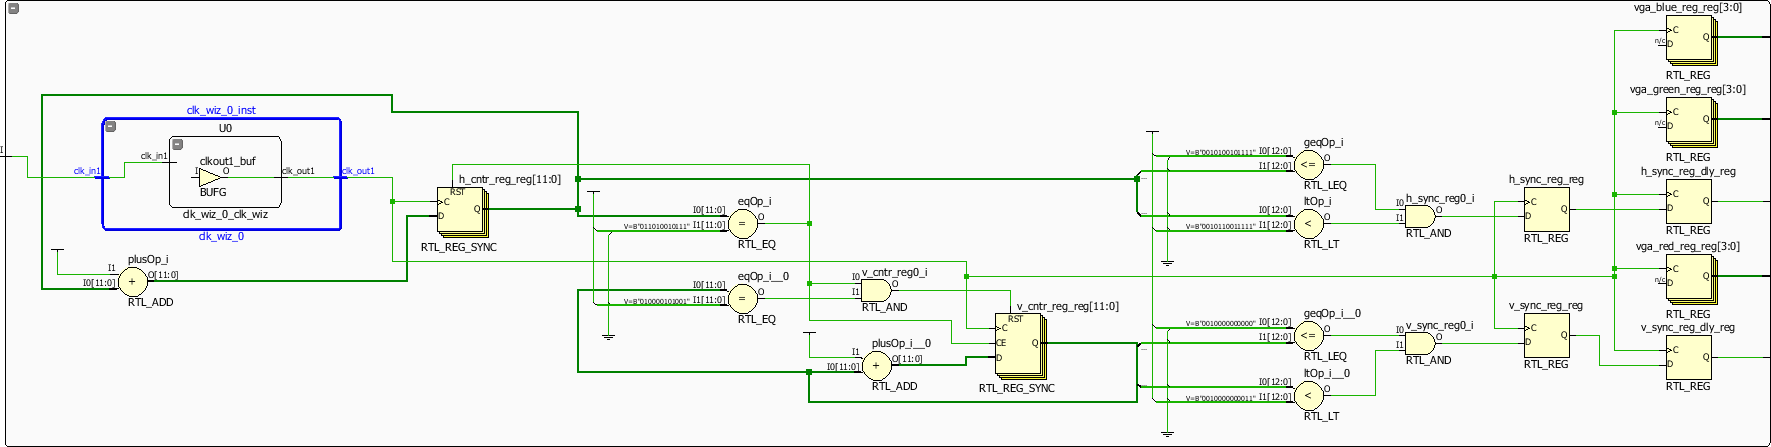 vga_blue_reg_reg[3:0]
C
n/c
D
Q
RTL_REG
vga_green_reg_reg[3:0]
C
n/c
D
Q
RTL_REG
clk_wiz_0_inst
U0
clk_in1
clkout1_buf
clk_in1
I
O
clk_out1
clk_out1
BUFG
clk_wiz_0_clk_wiz
clk_wiz_0
I
h_cntr_reg_reg[11:0]
RST
C
D
Q
RTL_REG_SYNC
plusOp_i
I1
I0[11:0]
+
O[11:0]
RTL_ADD
eqOp_i
I0[11:0]
V=B"011010010111" I1[11:0]
=
O
RTL_EQ
eqOp_i__0
I0[11:0]
V=B"010000101001" I1[11:0]
=
O
RTL_EQ
v_cntr_reg0_i
I0
I1
O
RTL_AND
plusOp_i__0
I1
I0[11:0]
+
O[11:0]
RTL_ADD
v_cntr_reg_reg[11:0]
RST
C
CE
D
Q
RTL_REG_SYNC
geqOp_i
V=B"0010100101111" I0[12:0]
I1[12:0]
<=
O
RTL_LEQ
ltOp_i
I0[12:0]
V=B"0010110011111" I1[12:0]
<
O
RTL_LT
h_sync_reg0_i
I0
I1
O
RTL_AND
h_sync_reg_reg
C
D
Q
RTL_REG
h_sync_reg_dly_reg
C
D
Q
RTL_REG
vga_red_reg_reg[3:0]
C
n/c
D
Q
RTL_REG
geqOp_i__0
V=B"0010000000000" I0[12:0]
I1[12:0]
<=
O
RTL_LEQ
ltOp_i__0
I0[12:0]
V=B"0010000000011" I1[12:0]
<
O
RTL_LT
v_sync_reg0_i
I0
I1
O
RTL_AND
v_sync_reg_reg
C
D
Q
RTL_REG
v_sync_reg_dly_reg
C
D
Q
RTL_REG